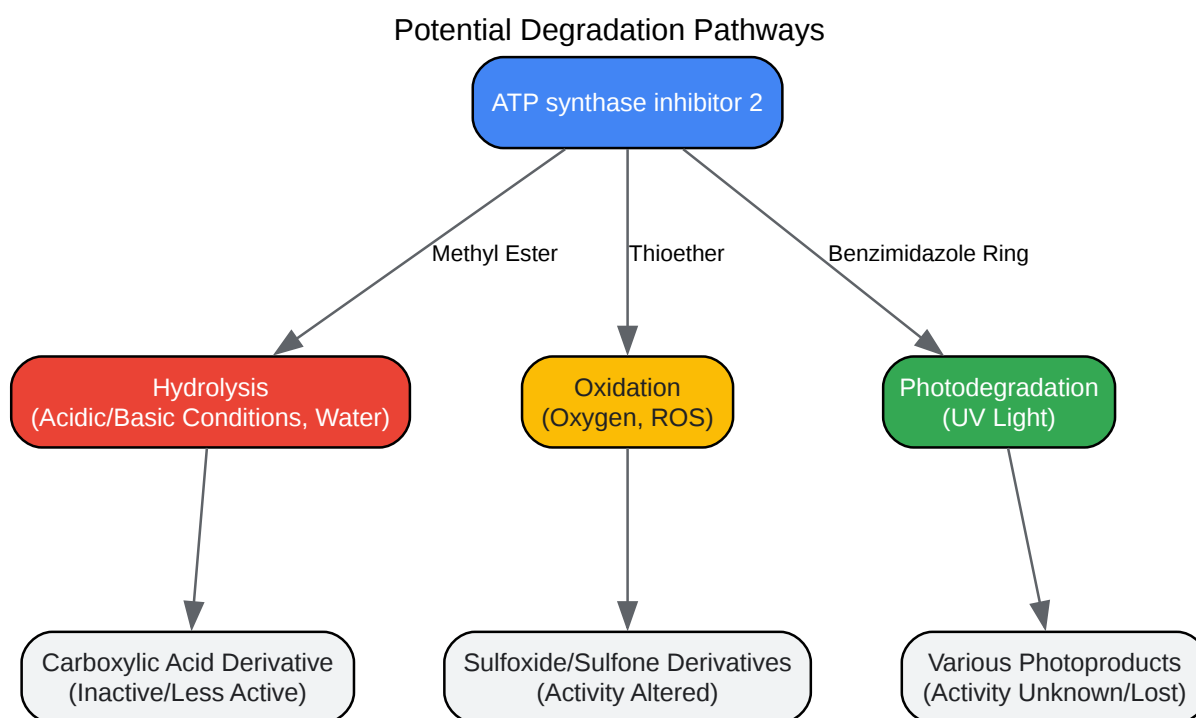 Potential Degradation Pathways
ATP synthase inhibitor 2
Methyl Ester
Thioether
Benzimidazole Ring
Hydrolysis
(Acidic/Basic Conditions, Water)
Oxidation
(Oxygen, ROS)
Photodegradation
(UV Light)
Carboxylic Acid Derivative
(Inactive/Less Active)
Sulfoxide/Sulfone Derivatives
(Activity Altered)
Various Photoproducts
(Activity Unknown/Lost)